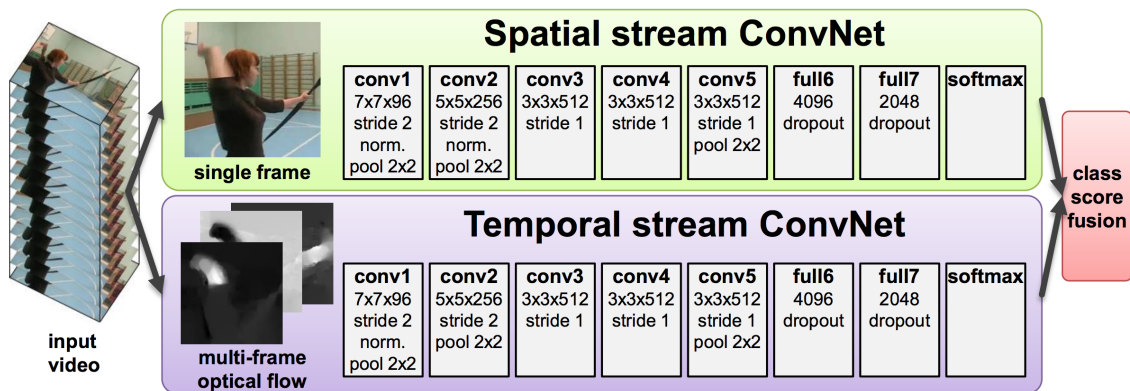 Spatial stream ConvNet
conv1
7x7x96
stride 2
norm.
pool 2x2
conv2
5x5x256
stride 2
norm.
pool 2x2
conv3
3x3x512
stride 1
conv4
3x3x512
stride 1
conv5
3x3x512
stride 1
pool 2x2
full6
4096
dropout
full7
2048
dropout
softmax
single frame
Temporal stream ConvNet
conv1
7x7x96
stride 2
norm.
pool 2x2
conv2
5x5x256
stride 2
pool 2x2
conv3
3x3x512
stride 1
conv4
3x3x512
stride 1
conv5
3x3x512
stride 1
pool 2x2
full6
4096
dropout
full7
2048
dropout
softmax
multi-frame
optical flow
input
video
class
score
fusion